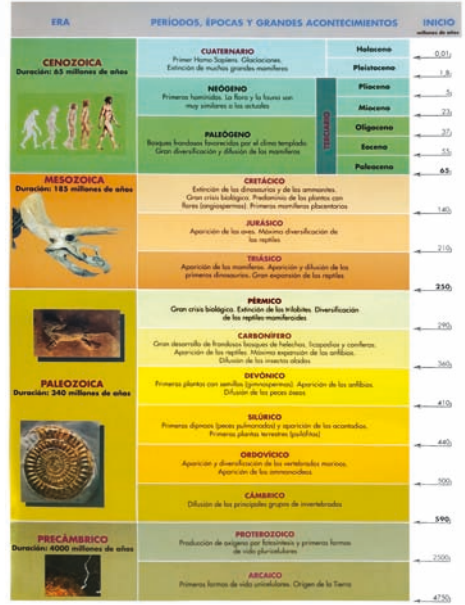 ERA
PERÍODOS, ÉPOCAS Y GRANDES ACONTECIMIENTOS
INICIO
millones de años
CENOZOICA
Duración: 65 millones de años
CUATERNARIO
Primer Homo Sapiens. Glaciaciones.
Extinción de muchos grandes mamíferos
Holoceno
0,01
Pleistoceno
1,8
NEÓGENO
Primeros homínidos. La flora y la fauna son
muy similares a las actuales
TERCIARIO
Plioceno
5
Mioceno
23
PALEÓGENO
Bosques frondosos favorecidos por el clima templado.
Gran diversificación y difusión de los mamíferos
Oligoceno
37
Eoceno
55
Paleoceno
65
MESOZOICA
Duración: 185 millones de años
CRETÁCICO
Extinción de los dinosaurios y de los ammonites.
Gran crisis biológica. Predominio de las plantas con
flores (angiospermas). Primeros mamíferos placentarios
140
JURÁSICO
Aparición de las aves. Máxima diversificación de
los reptiles
210
TRIÁSICO
Aparición de los mamíferos. Aparición y difusión de los
primeros dinosaurios. Gran expansión de los reptiles
250
PALEOZOICA
Duración: 340 millones de años
PÉRMICO
Gran crisis biológica. Extinción de los trilobites. Diversificación
de los reptiles mamiferoides
290
CARBONÍFERO
Gran desarrollo de frondosos bosques de helechos, licopodios y coníferas.
Aparición de los reptiles. Máxima expansión de los anfibios.
Difusión de los insectos alados
360
DEVÓNICO
Primeras plantas con semillas (gimnospermas). Aparición de los anfibios.
Difusión de los peces óseos
410
SILÚRICO
Primeros dipnoos (peces pulmonados) y aparición de los acantodios.
Primeras plantas terrestres (psilófitas)
440
ORDOVÍCICO
Aparición y diversificación de los vertebrados marinos.
Aparición de los ammonoideos
500
CÁMBRICO
Difusión de los principales grupos de invertebrados
590
PRECÁMBRICO
Duración: 4000 millones de años
PROTEROZOICO
Producción de oxígeno por fotosíntesis y primeras formas
de vida pluricelulares
2500
ARCAICO
Primeras formas de vida unicelulares. Origen de la Tierra
4750